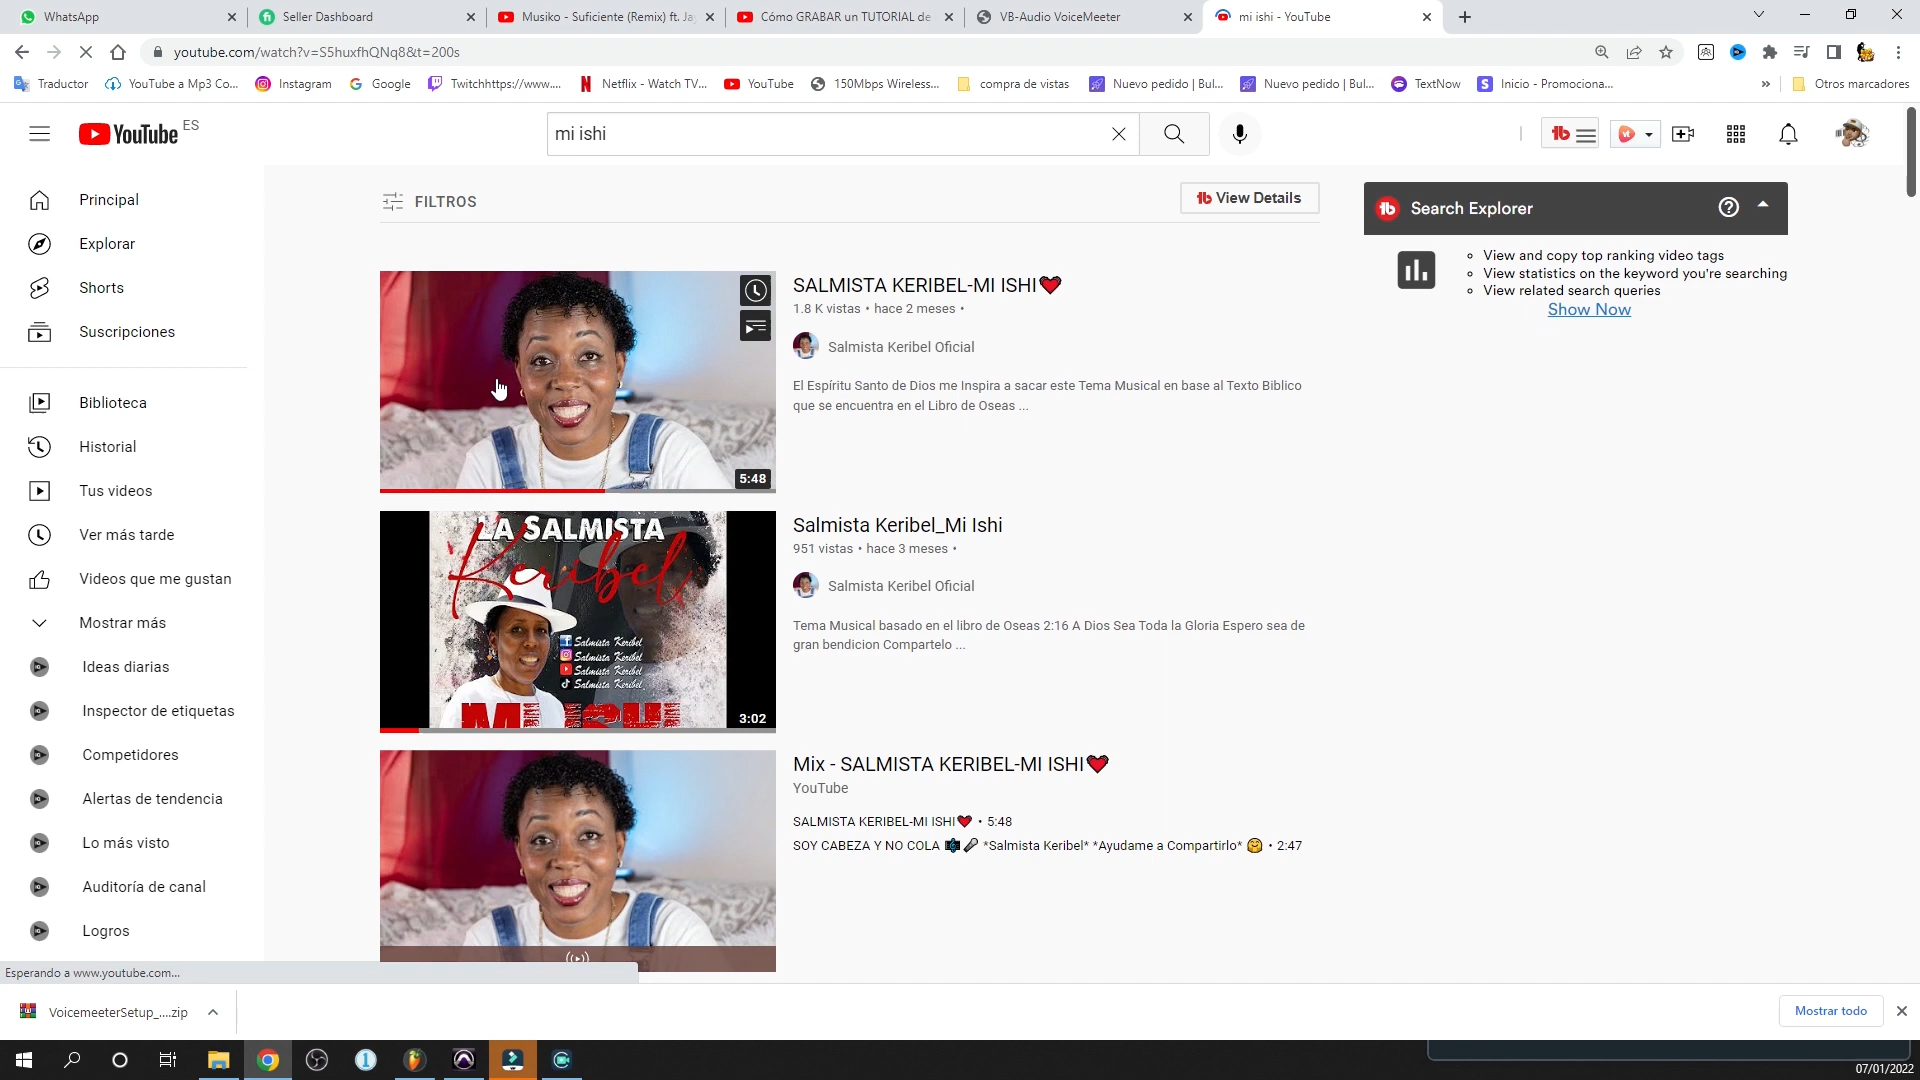 WhatsApp
Seller Dashboard
Musiko - Suficiente (Remix) ft. Ja
Cómo GRABAR un TUTORIAL de
VB-Audio VoiceMeeter
mi ishi - YouTube
youtube.com/watch?v=S5huxfhQNq8&t=200s
Traductor
YouTube a Mp3 Co...
Instagram
Google
Twitchhttps://www....
Netflix - Watch TV...
YouTube
150Mbps Wireless...
compra de vistas
Nuevo pedido | Bul...
Nuevo pedido | Bul...
TextNow
Inicio - Promociona...
»
Otros marcadores
YouTube ES
mi ishi
Principal
Explorar
Shorts
Suscripciones
Biblioteca
Historial
Tus videos
Ver más tarde
Videos que me gustan
Mostrar más
Ideas diarias
Inspector de etiquetas
Competidores
Alertas de tendencia
Lo más visto
Auditoría de canal
Logros
FILTROS
View Details
5:48
SALMISTA KERIBEL-MI ISHI❤
1.8 K vistas • hace 2 meses •
Salmista Keribel Oficial
El Espíritu Santo de Dios me Inspira a sacar este Tema Musical en base al Texto Biblico
que se encuentra en el Libro de Oseas ...
LA SALMISTA
Keribel
Salmista Keribel
Salmista Keribel
Salmista Keribel
Salmista Keribel
MI ISHI
3:02
Salmista Keribel_Mi Ishi
951 vistas • hace 3 meses •
Salmista Keribel Oficial
Tema Musical basado en el libro de Oseas 2:16 A Dios Sea Toda la Gloria Espero sea de
gran bendicion Compartelo ...
Mix - SALMISTA KERIBEL-MI ISHI❤
YouTube
SALMISTA KERIBEL-MI ISHI❤ • 5:48
SOY CABEZA Y NO COLA 🎼🎤 *Salmista Keribel* *Ayudame a Compartirlo* 🤗 • 2:47
Search Explorer
View and copy top ranking video tags
View statistics on the keyword you're searching
View related search queries
Show Now
Esperando a www.youtube.com...
VoicemeeterSetup_....zip
Mostrar todo
07/01/2022